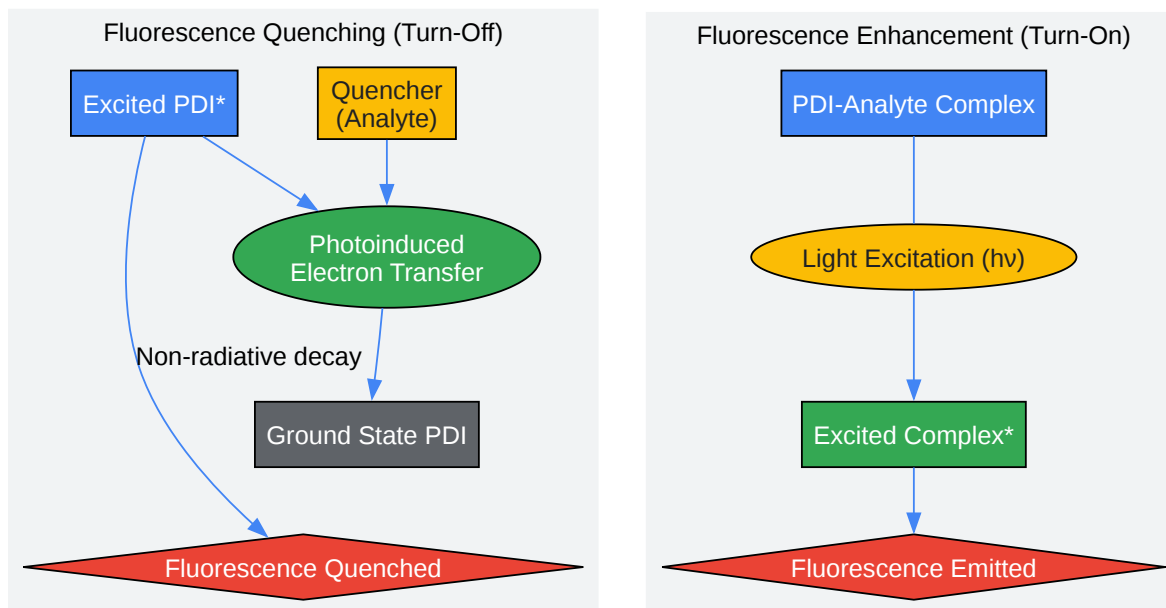 Fluorescence Quenching (Turn-Off)
Excited PDI*
Quencher
(Analyte)
Photoinduced
Electron Transfer
Non-radiative decay
Ground State PDI
Fluorescence Quenched
Fluorescence Enhancement (Turn-On)
PDI-Analyte Complex
Light Excitation (hν)
Excited Complex*
Fluorescence Emitted